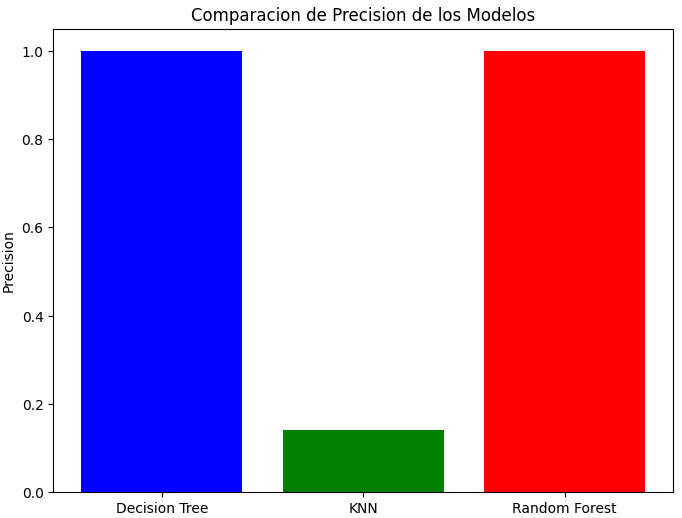 Comparacion de Precision de los Modelos
Precision
1.0
0.8
0.6
0.4
0.2
0.0
Decision Tree
KNN
Random Forest